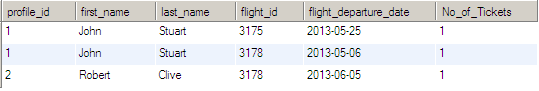 profile_id first_name last_name flight_id flight_departure_date No_of_Tickets
1 John Stuart 3175 2013-05-25 1
1 John Stuart 3178 2013-05-06 1
2 Robert Clive 3178 2013-06-05 1